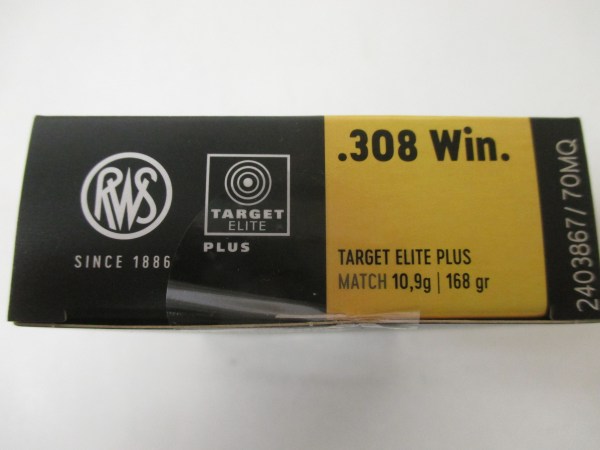 RWS
SINCE 1886
TARGET
ELITE
PLUS
.308 Win.
TARGET ELITE PLUS
MATCH 10,9g | 168 gr
2403867/70MQ